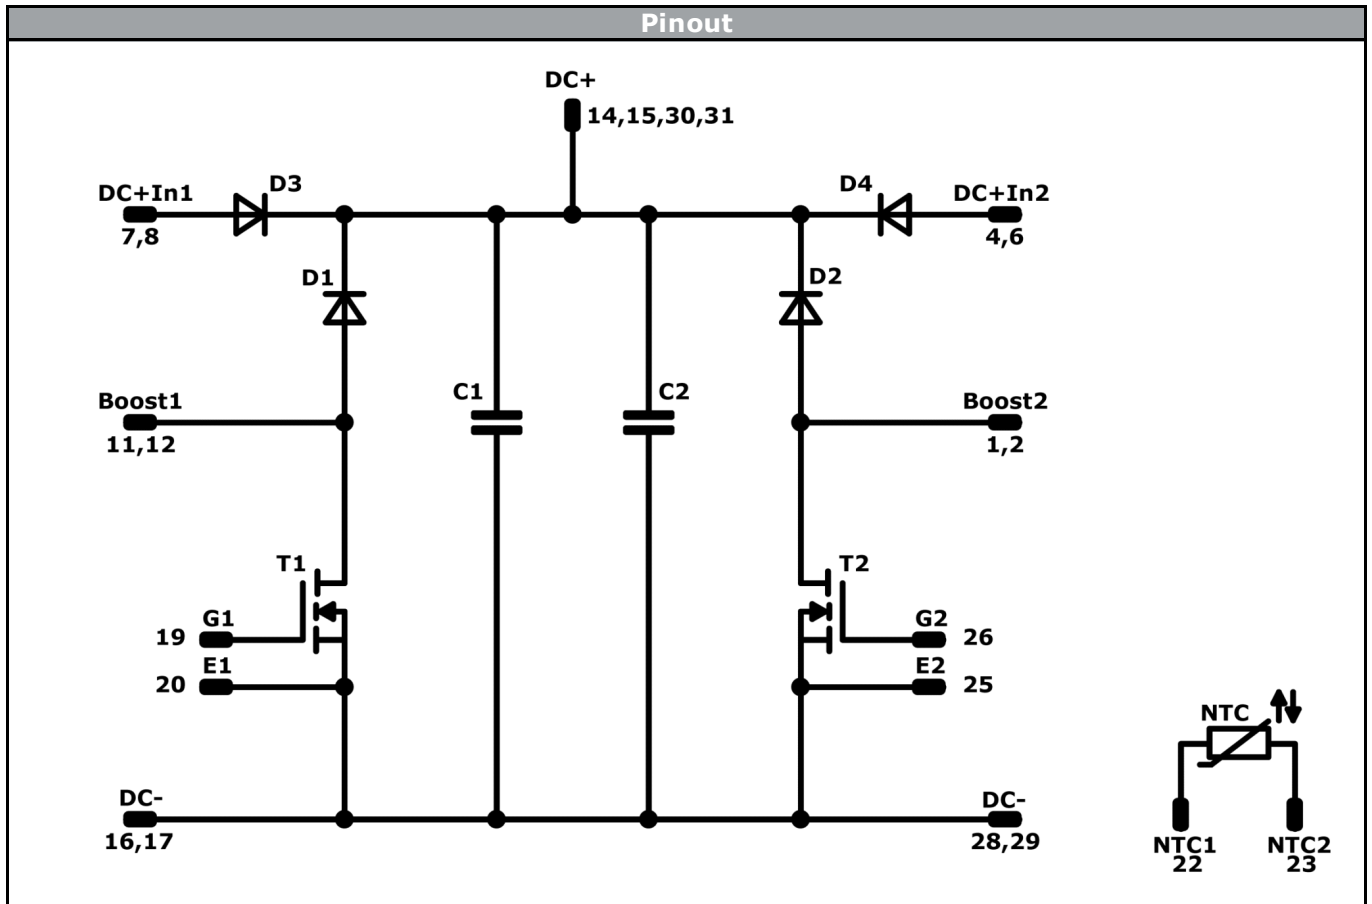 Pinout
DC+
14,15,30,31
D3
D4
DC+In1
DC+In2
7,8
4,6
D1
D2
C1
C2
Boost1
Boost2
11,12
1,2
T1
T2
G1
G2
19
26
E1
E2
20
25
NTC
DC-
DC-
16,17
28,29
NTC1
NTC2
22
23